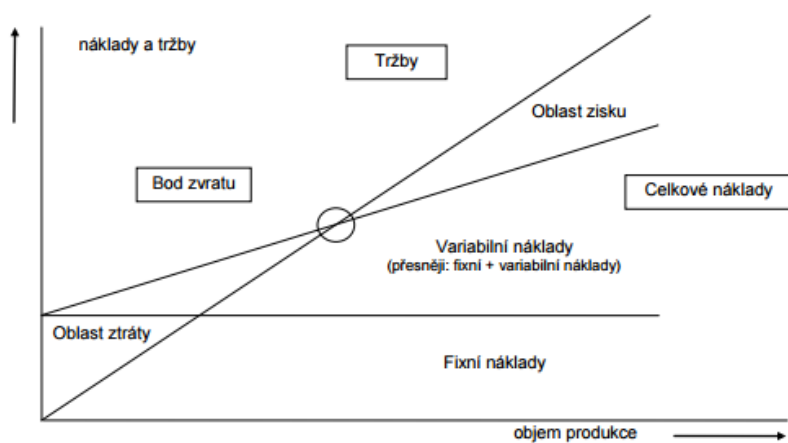 náklady a tržby
Tržby
Oblast zisku
Bod zvratu
Celkové náklady
Variabilní náklady
(přesněji: fixní + variabilní náklady)
Oblast ztráty
Fixní náklady
objem produkce